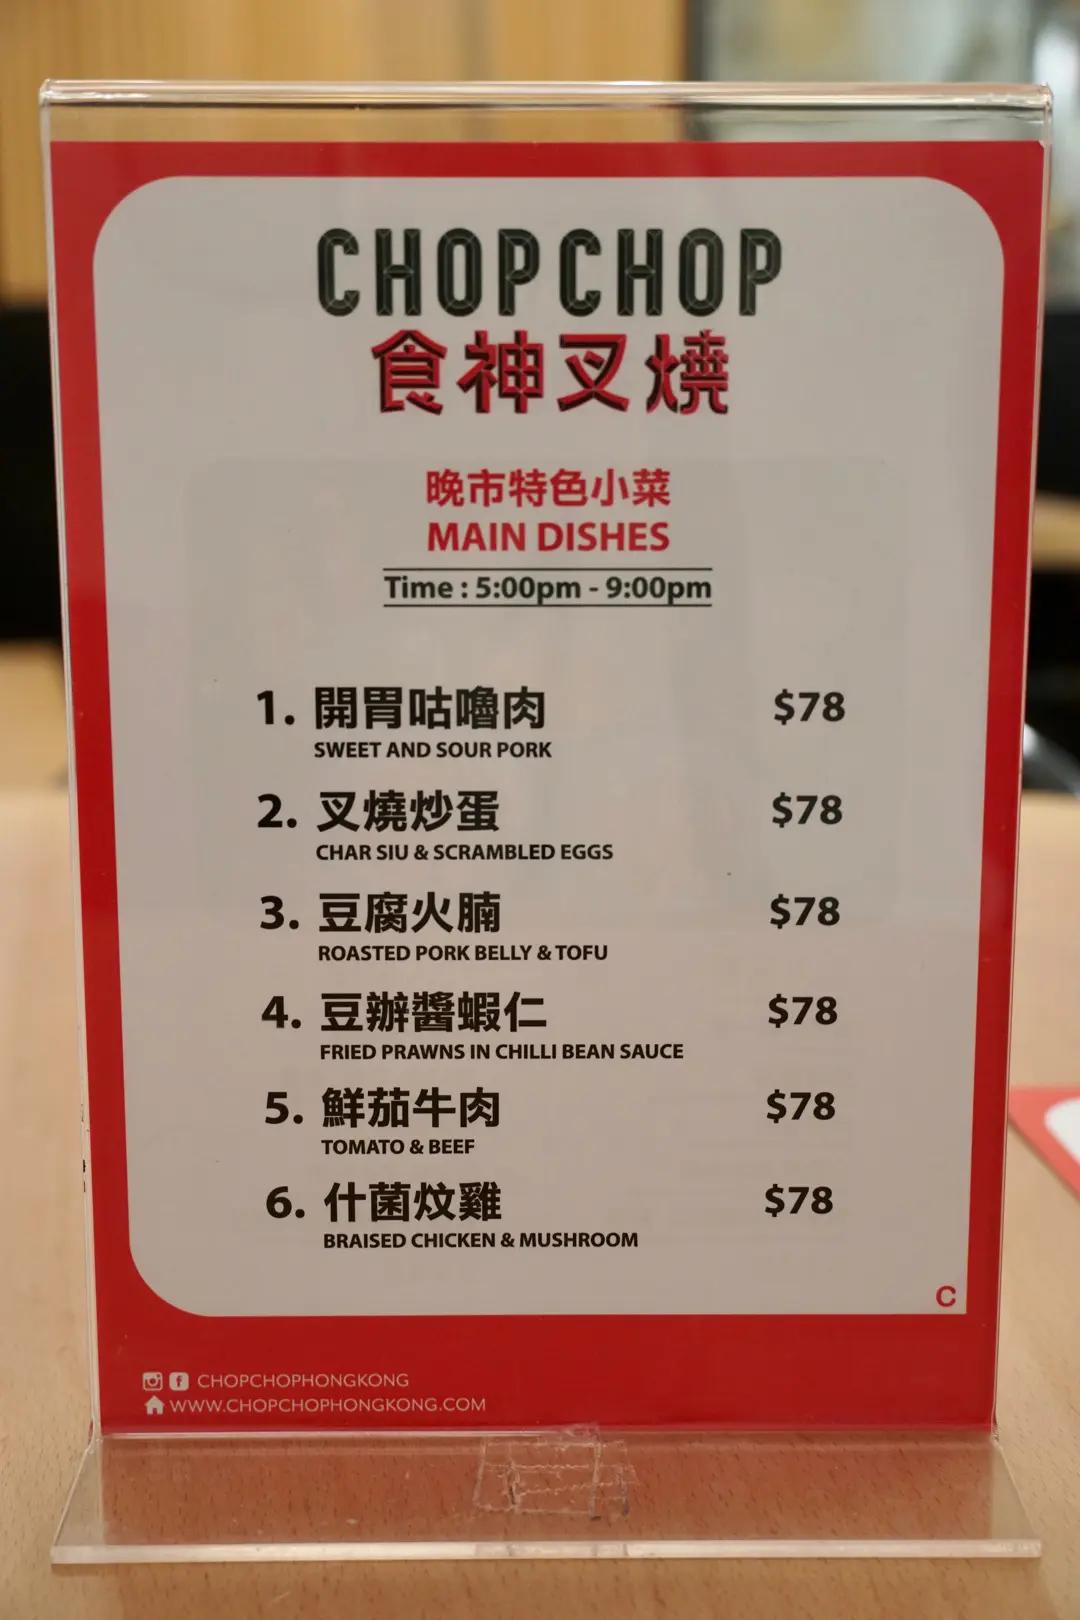 CHOPCHOP
食神叉燒
晚市特色小菜
MAIN DISHES
Time : 5:00pm - 9:00pm
1. 開胃咕嚕肉 $78
SWEET AND SOUR PORK
2. 叉燒炒蛋 $78
CHAR SIU & SCRAMBLED EGGS
3. 豆腐火腩 $78
ROASTED PORK BELLY & TOFU
4. 豆辦醬蝦仁 $78
FRIED PRAWNS IN CHILLI BEAN SAUCE
5. 鮮茄牛肉 $78
TOMATO & BEEF
6. 什菌炆雞 $78
BRAISED CHICKEN & MUSHROOM
C
CHOPCHOPHONGKONG
WWW.CHOPCHOPHONGKONG.COM